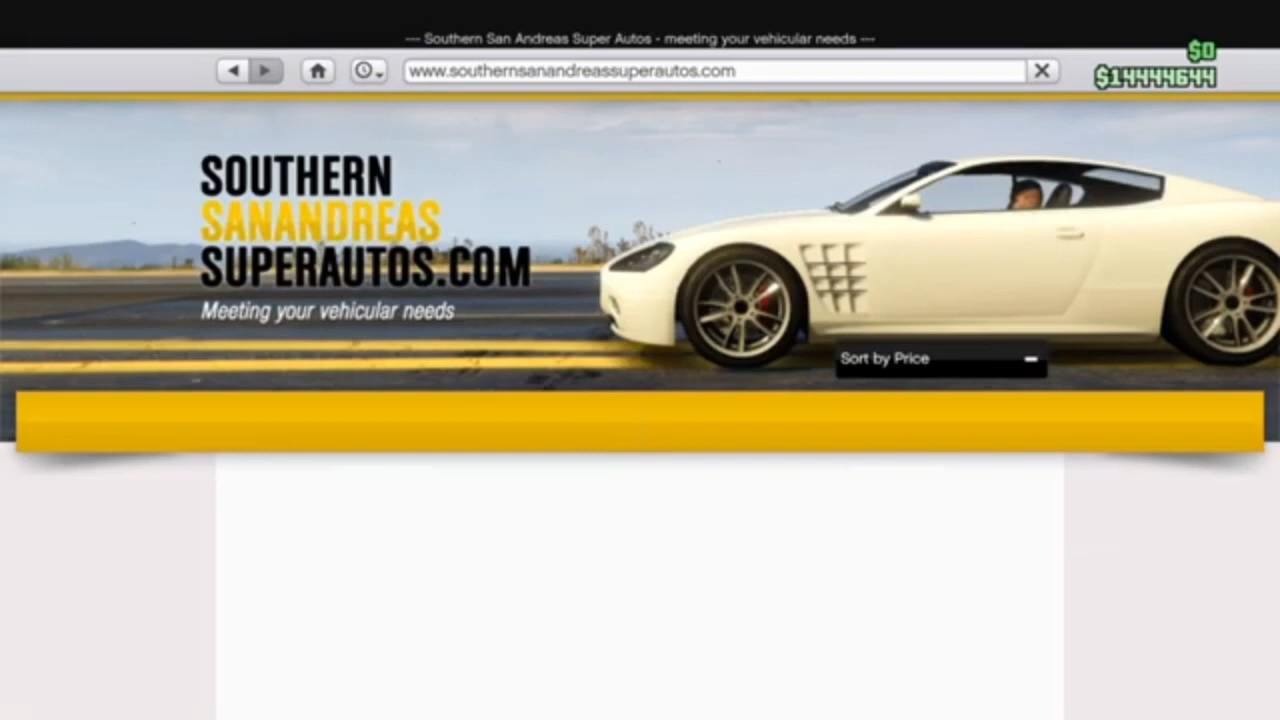 --- Southern San Andreas Super Autos - meeting your vehicular needs ---
$0
www.southernsanandreassuperautos.com
$14444644
SOUTHERN
SANANDREAS
SUPERAUTOS.COM
Meeting your vehicular needs
Sort by Price